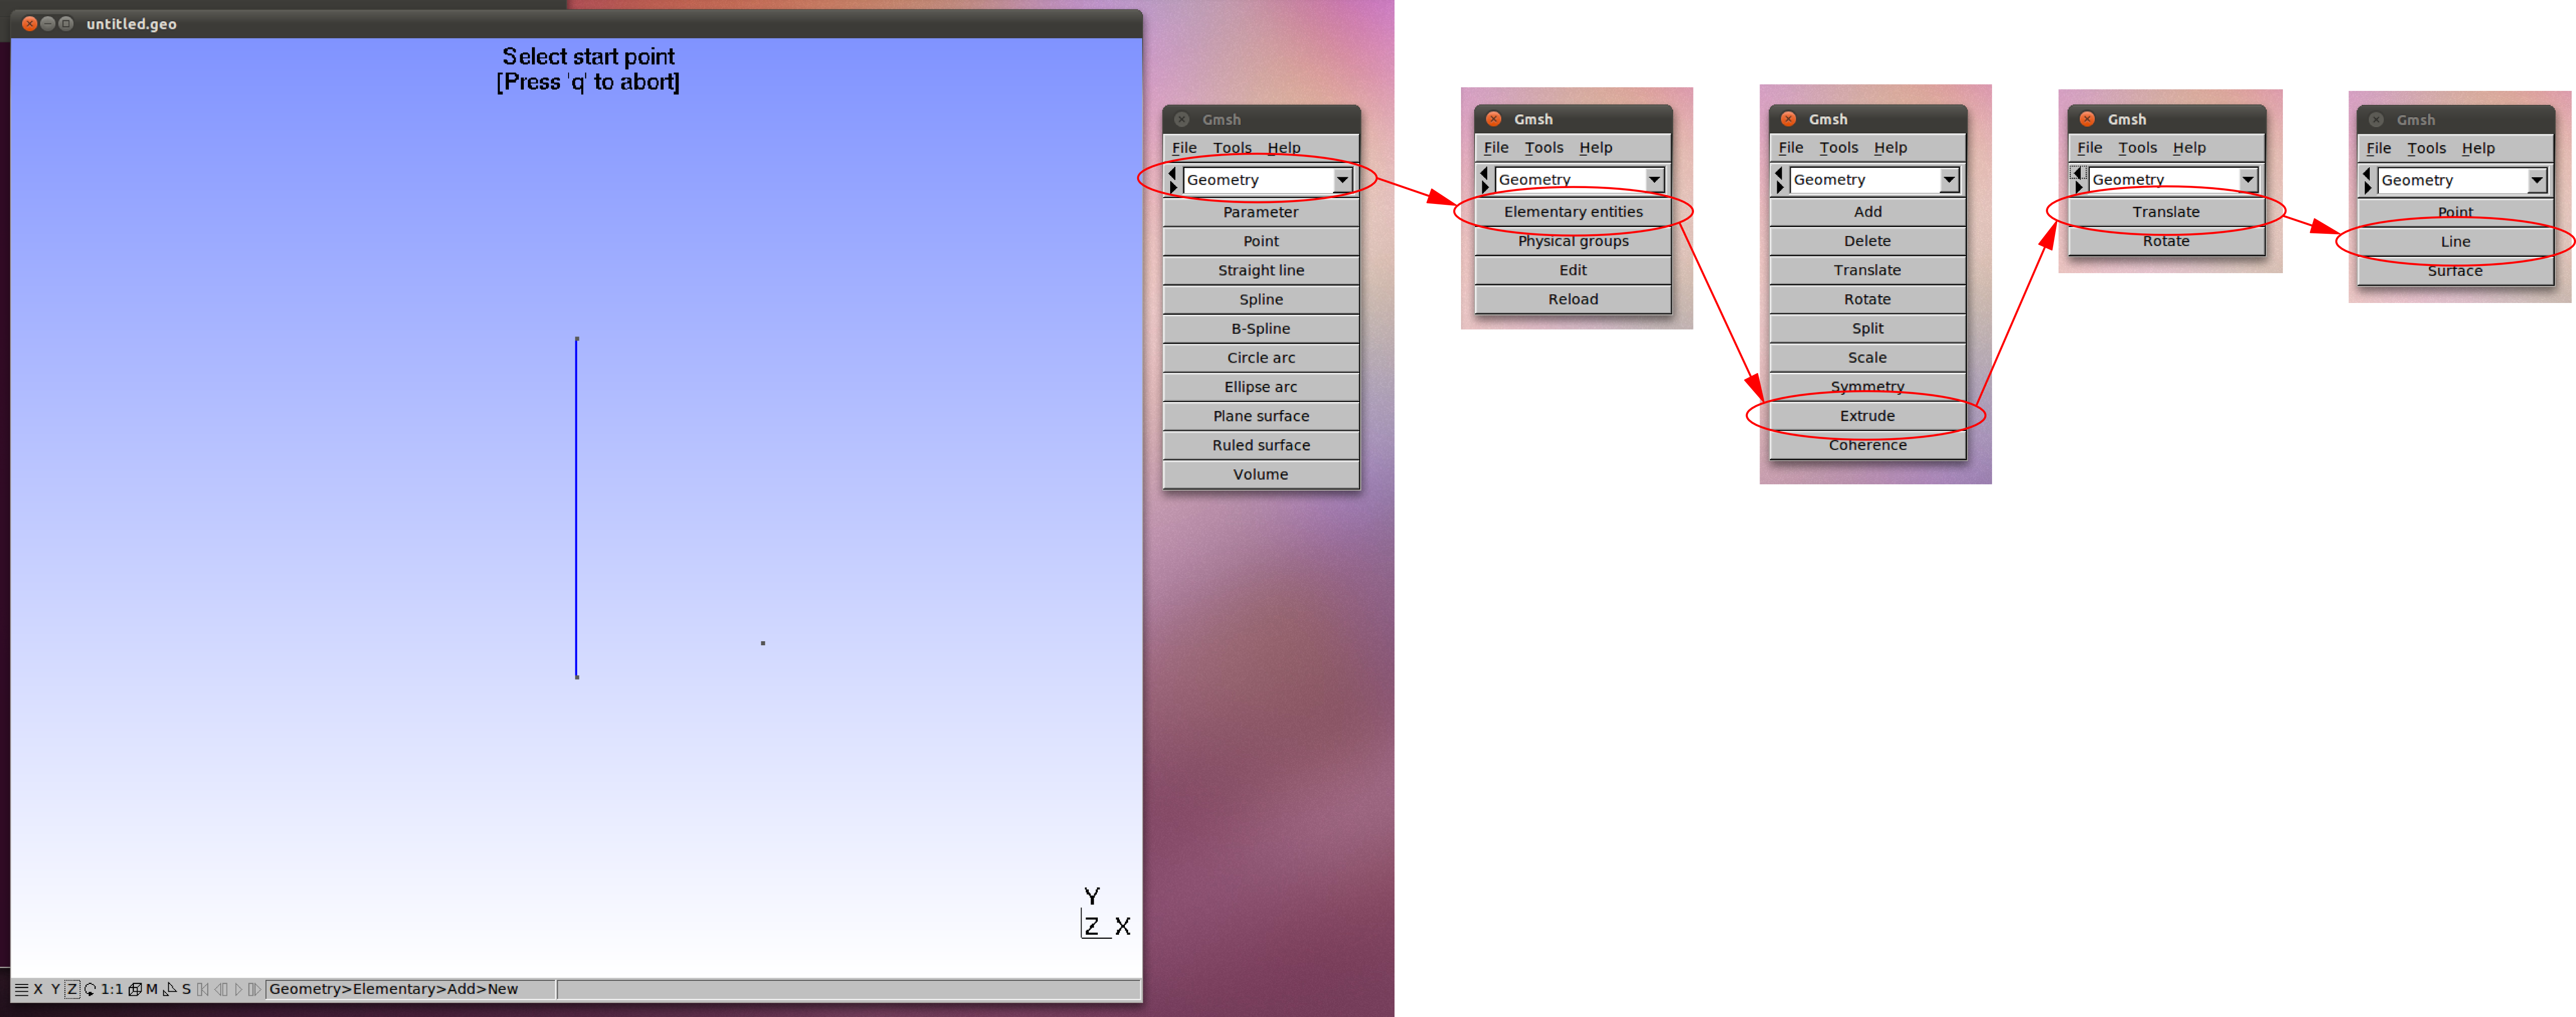 untitled.geo
Select start point
[Press 'q' to abort]
Y
Z X
X Y Z 1:1 M S Geometry>Elementary>Add>New
Gmsh
File Tools Help
Geometry
Parameter
Point
Straight line
Spline
B-Spline
Circle arc
Ellipse arc
Plane surface
Ruled surface
Volume
Gmsh
File Tools Help
Geometry
Elementary entities
Physical groups
Edit
Reload
Gmsh
File Tools Help
Geometry
Add
Delete
Translate
Rotate
Split
Scale
Symmetry
Extrude
Coherence
Gmsh
File Tools Help
Geometry
Translate
Rotate
Gmsh
File Tools Help
Geometry
Point
Line
Surface